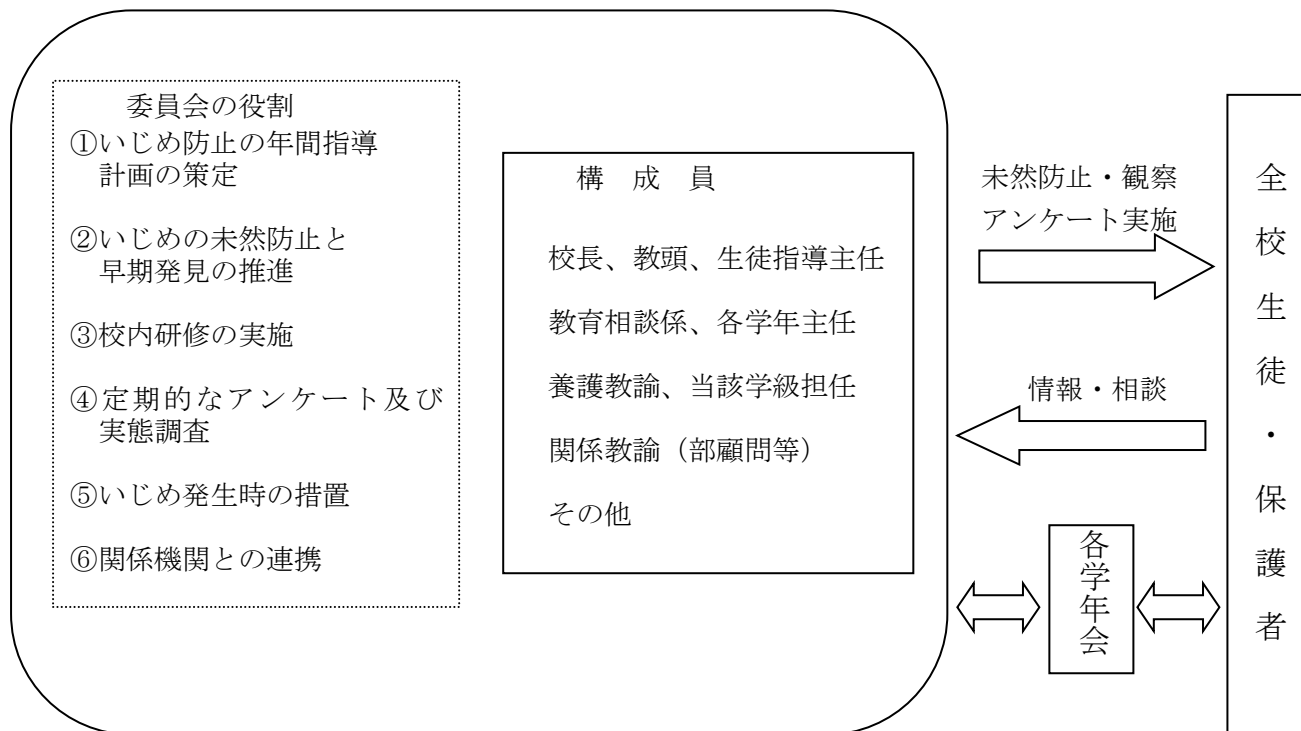 委員会の役割
①いじめ防止の年間指導
計画の策定
②いじめの未然防止と
早期発見の推進
③校内研修の実施
④定期的なアンケート及び
実態調査
⑤いじめ発生時の措置
⑥関係機関との連携
構　成　員
校長、教頭、生徒指導主任
教育相談係、各学年主任
養護教諭、当該学級担任
関係教諭（部顧問等）
その他
未然防止・観察
アンケート実施
情報・相談
各学年会
全校生徒・保護者